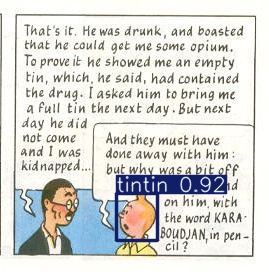 That's it. He was drunk, and boasted
that he could get me some opium.
To prove it he showed me an empty
tin, which, he said, had contained
the drug. I asked him to bring me
a full tin the next day. But next
day he did
not come
and I was
kidnapped...
And they must have
done away with him:
but why was a bit off
tintin 0.92
on him, with
the word KARA-
BOUDJAN, in pen-
cil?